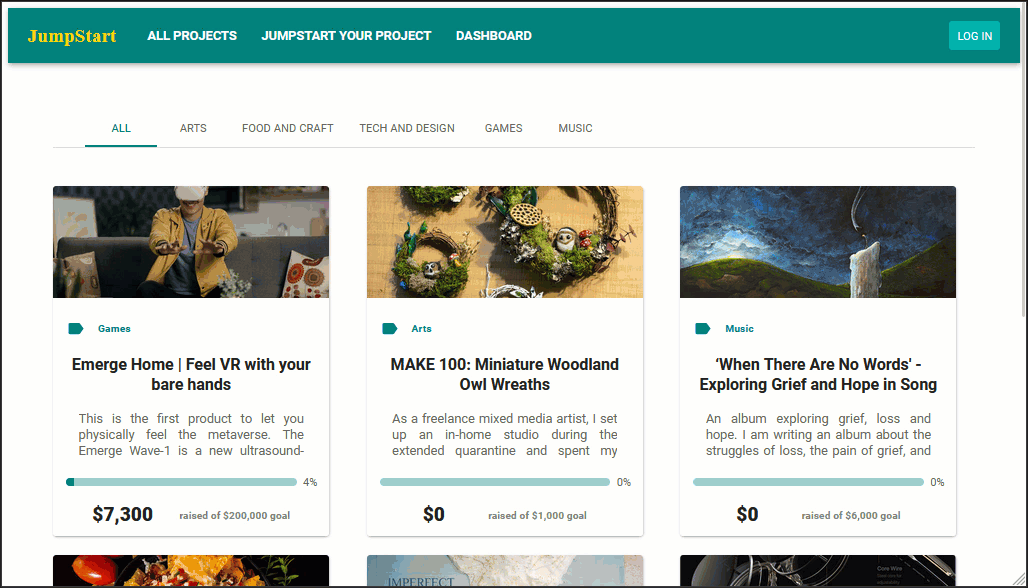 JumpStart ALL PROJECTS JUMPSTART YOUR PROJECT DASHBOARD LOG IN
ALL ARTS FOOD AND CRAFT TECH AND DESIGN GAMES MUSIC
Games
Emerge Home | Feel VR with your
bare hands
This is the first product to let you
physically feel the metaverse. The
Emerge Wave-1 is a new ultrasound-
4%
$7,300 raised of $200,000 goal
Arts
MAKE 100: Miniature Woodland
Owl Wreaths
As a freelance mixed media artist, I set
up an in-home studio during the
extended quarantine and spent my
0%
$0 raised of $1,000 goal
Music
‘When There Are No Words' -
Exploring Grief and Hope in Song
An album exploring grief, loss and
hope. I am writing an album about the
struggles of loss, the pain of grief, and
0%
$0 raised of $6,000 goal
IMPERFECT
Core Wire